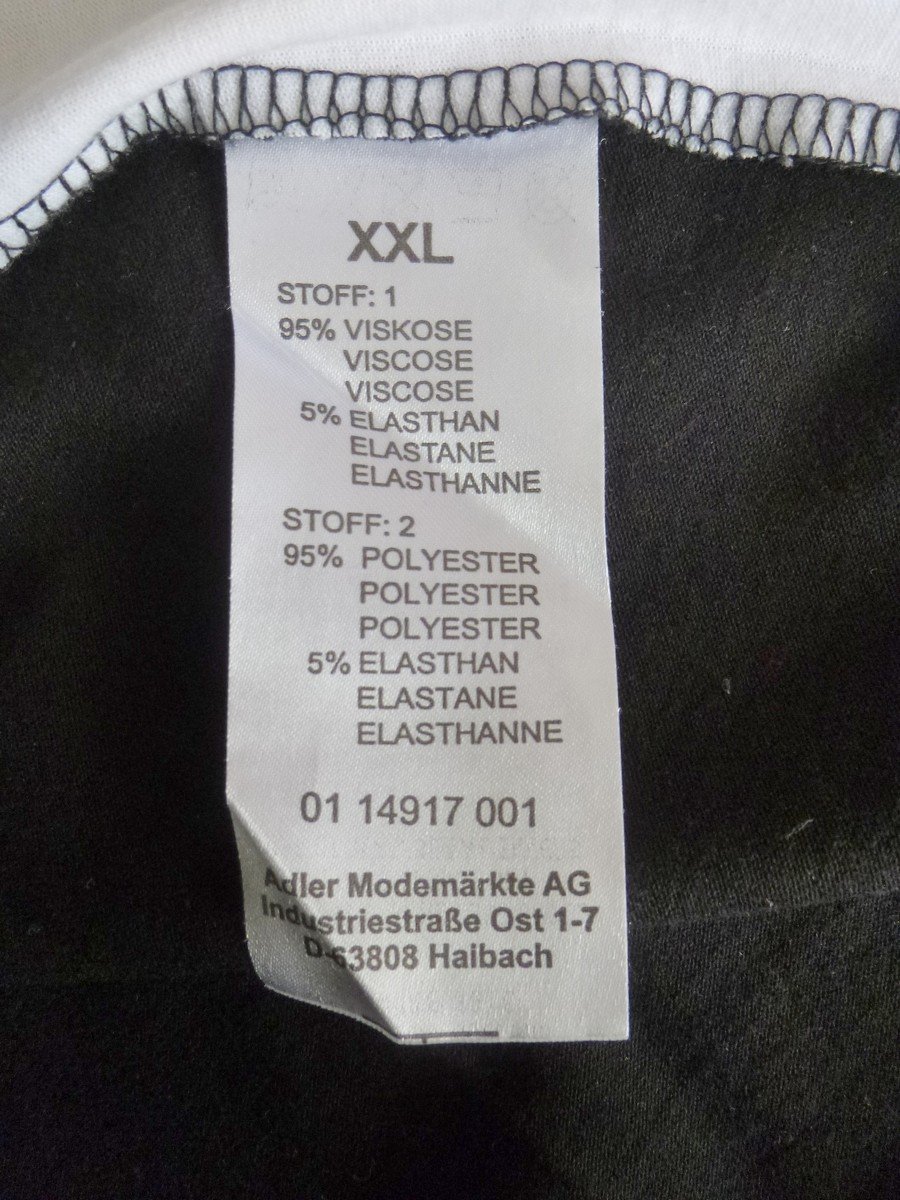 XXL
STOFF: 1
95% VISKOSE
VISCOSE
VISCOSE
5% ELASTHAN
ELASTANE
ELASTHANNE
STOFF: 2
95% POLYESTER
POLYESTER
POLYESTER
5% ELASTHAN
ELASTANE
ELASTHANNE
01 14917 001
Adler Modemärkte AG
Industriestraße Ost 1-7
D-63808 Haibach